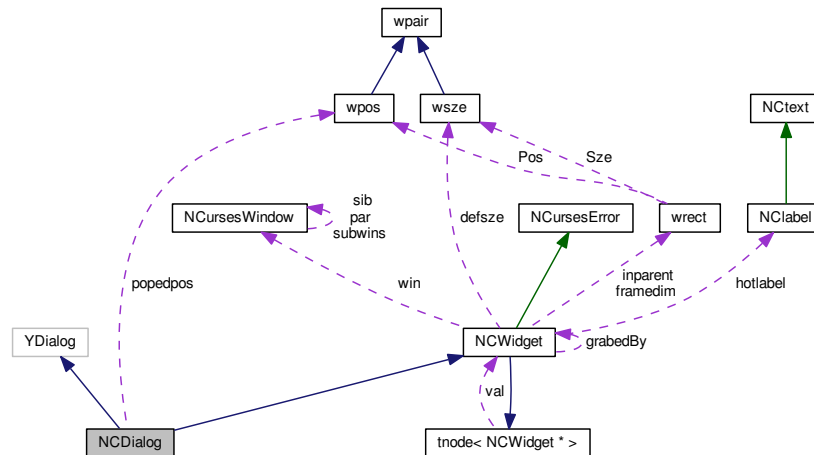 wpair
wpos
wsze
NCtext
Pos
Sze
sib
par
subwins
NCursesWindow
defsze
NCursesError
wrect
NClabel
popedpos
win
inparent
framedim
hotlabel
YDialog
NCWidget
grabedBy
val
NCDialog
tnode< NCWidget * >